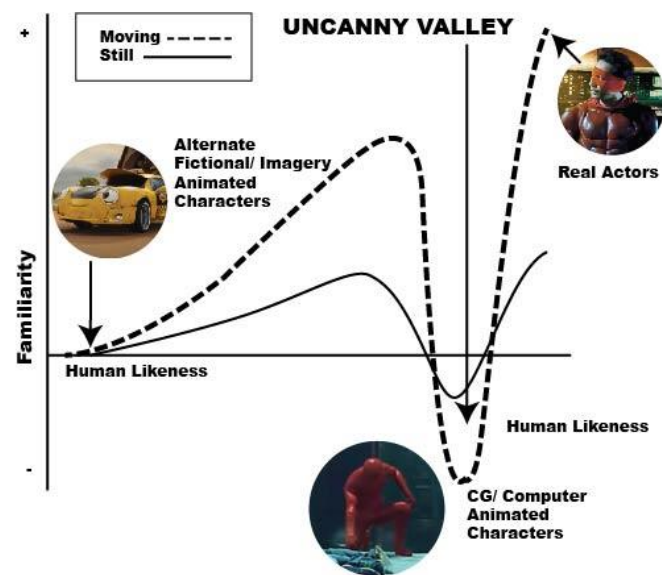 +
Moving
Still
UNCANNY VALLEY
Alternate
Fictional/ Imagery
Animated
Characters
Real Actors
Familiarity
Human Likeness
Human Likeness
-
CG/ Computer
Animated
Characters